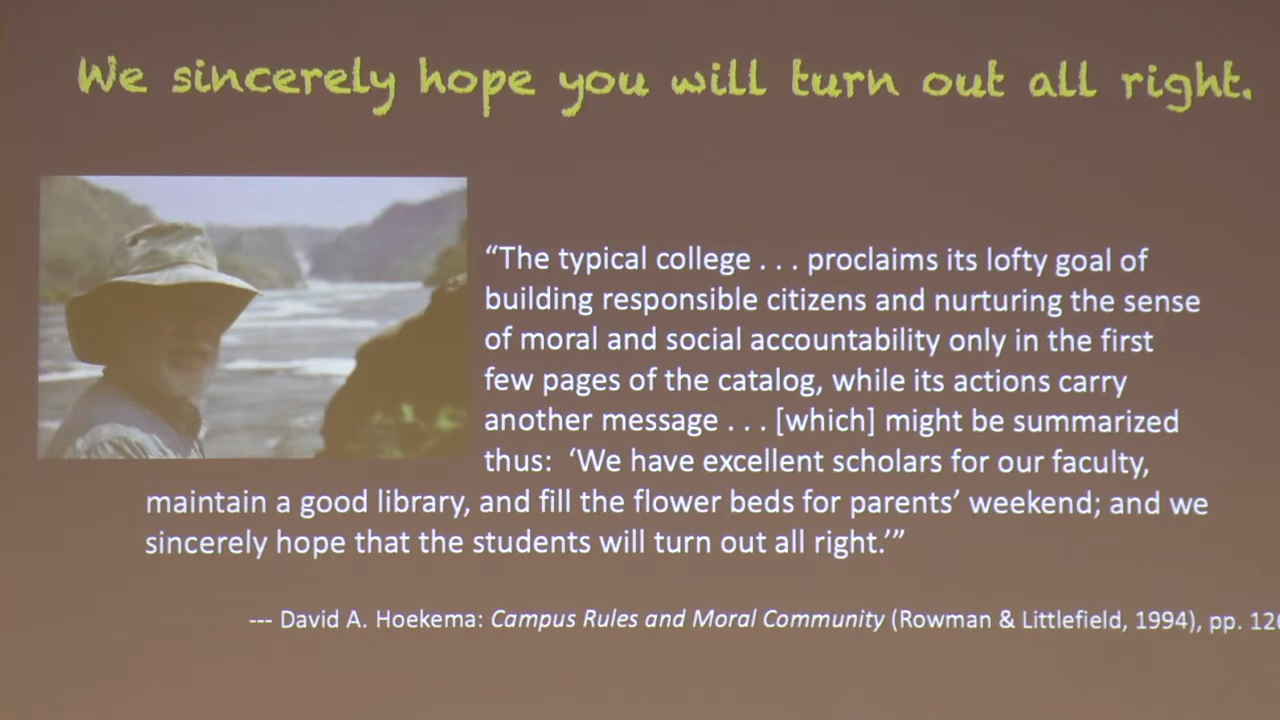 We sincerely hope you will turn out all right.
“The typical college . . . proclaims its lofty goal of
building responsible citizens and nurturing the sense
of moral and social accountability only in the first
few pages of the catalog, while its actions carry
another message . . . [which] might be summarized
thus:  ‘We have excellent scholars for our faculty,
maintain a good library, and fill the flower beds for parents’ weekend; and we
sincerely hope that the students will turn out all right.’”
--- David A. Hoekema: Campus Rules and Moral Community (Rowman & Littlefield, 1994), pp.